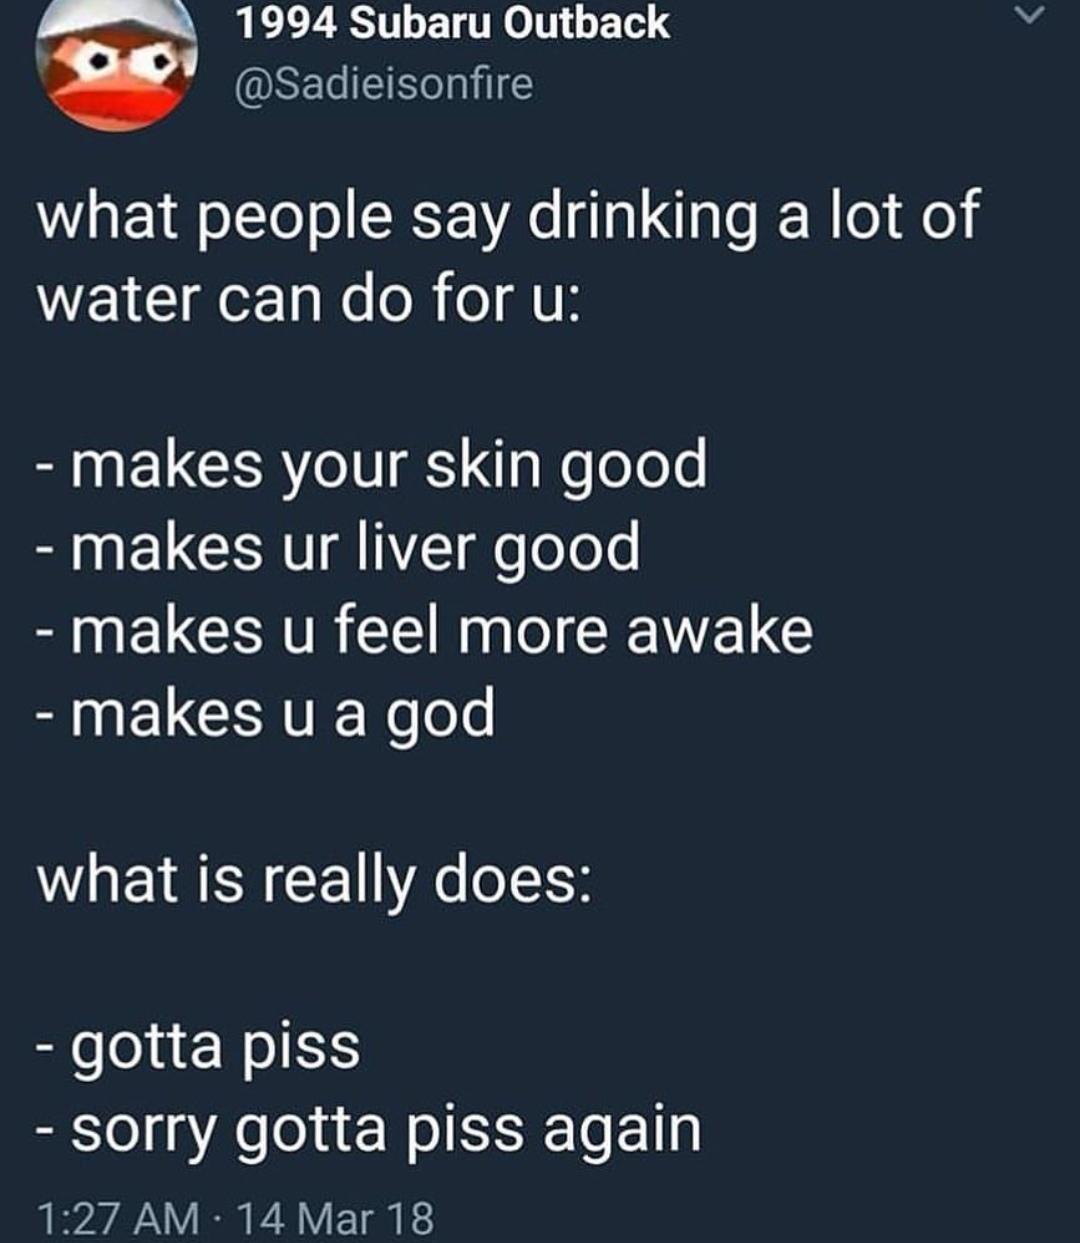 1994 Subaru Outback
@Sadieisonfire
what people say drinking a lot of
water can do for u:
- makes your skin good
- makes ur liver good
- makes u feel more awake
- makes u a god
what is really does:
- gotta piss
- sorry gotta piss again
1:27 AM · 14 Mar 18